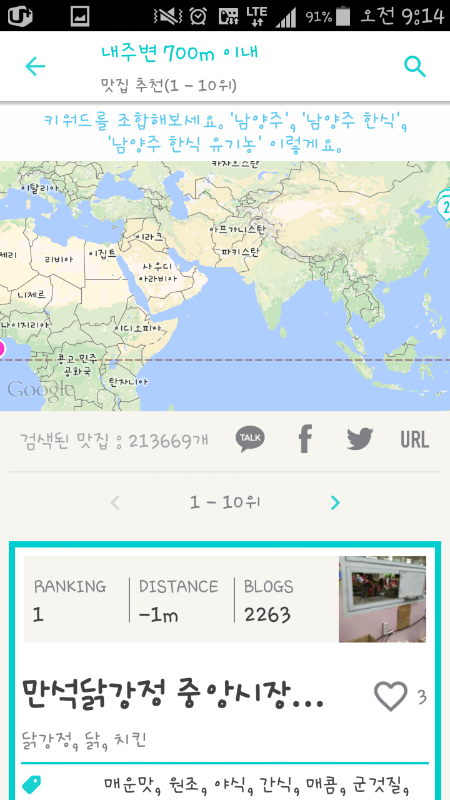 LTE 91% 오전 9:14
내주변 700m 이내
맛집 추천(1 - 10위)
키워드를 조합해보세요. '남양주', '남양주 한식',
'남양주 한식 유기농' 이렇게요.
카자흐스탄
이탈리아
2
아프가니스탄
이라크
제리
리비아
이집트
파키스탄
사우디
아라비아
니제르
나이지리아
이디오피아
콩고 민주
공화국
탄자니아
Google
검색된 맛집 : 213669개 TALK URL
1 - 10위
RANKING DISTANCE BLOGS
1 -1m 2263
만석닭강정 중앙시장... 3
닭강정, 닭, 치킨
매운맛, 원조, 야식, 간식, 매콤, 군것질,